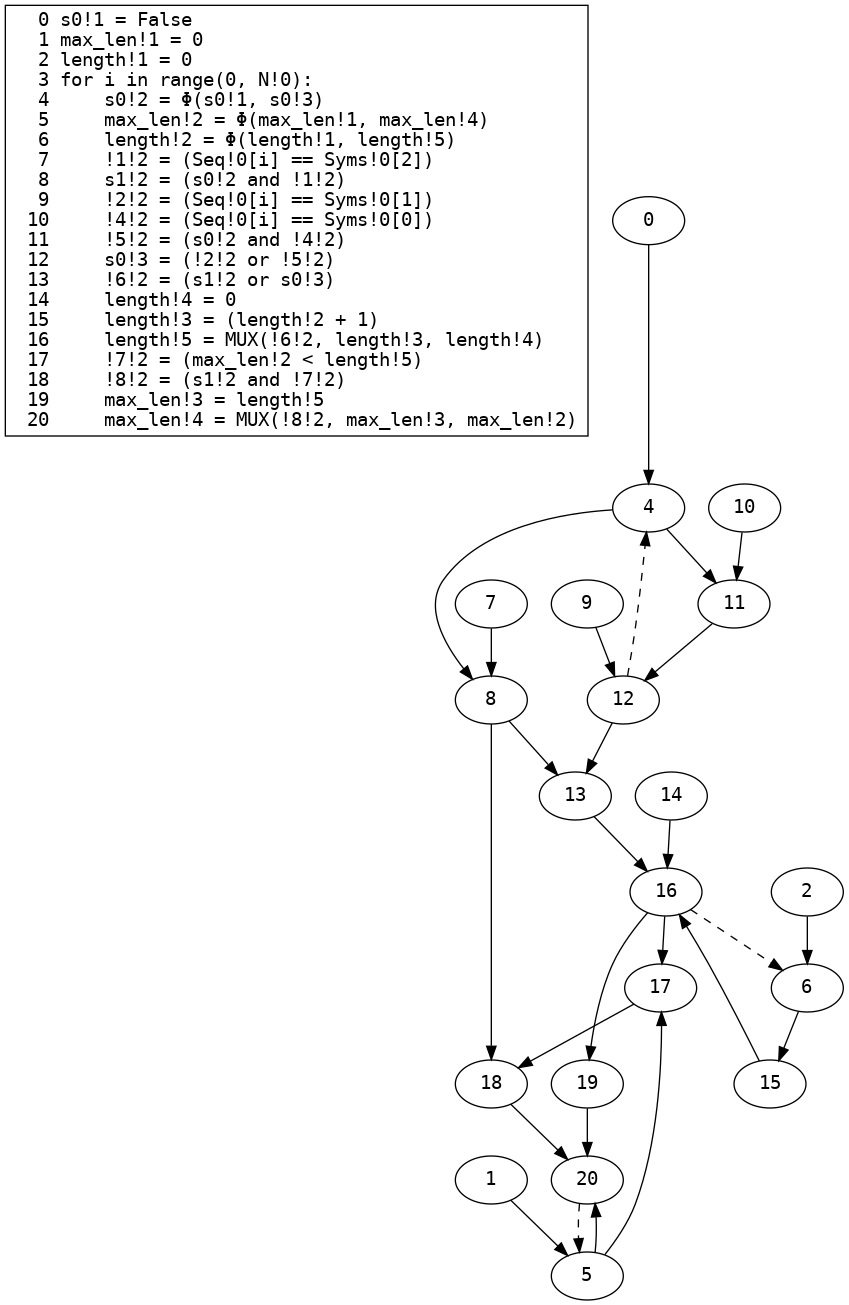 0 s0!1 = False
1 max_len!1 = 0
2 length!1 = 0
3 for i in range(0, N!0):
4     s0!2 = Φ(s0!1, s0!3)
5     max_len!2 = Φ(max_len!1, max_len!4)
6     length!2 = Φ(length!1, length!5)
7     !1!2 = (Seq!0[i] == Syms!0[2])
8     s1!2 = (s0!2 and !1!2)
9     !2!2 = (Seq!0[i] == Syms!0[1])
10     !4!2 = (Seq!0[i] == Syms!0[0])
11     !5!2 = (s0!2 and !4!2)
12     s0!3 = (!2!2 or !5!2)
13     !6!2 = (s1!2 or s0!3)
14     length!4 = 0
15     length!3 = (length!2 + 1)
16     length!5 = MUX(!6!2, length!3, length!4)
17     !7!2 = (max_len!2 < length!5)
18     !8!2 = (s1!2 and !7!2)
19     max_len!3 = length!5
20     max_len!4 = MUX(!8!2, max_len!3, max_len!2)
0
4
10
7
9
11
8
12
13
14
16
2
17
6
18
19
15
1
20
5